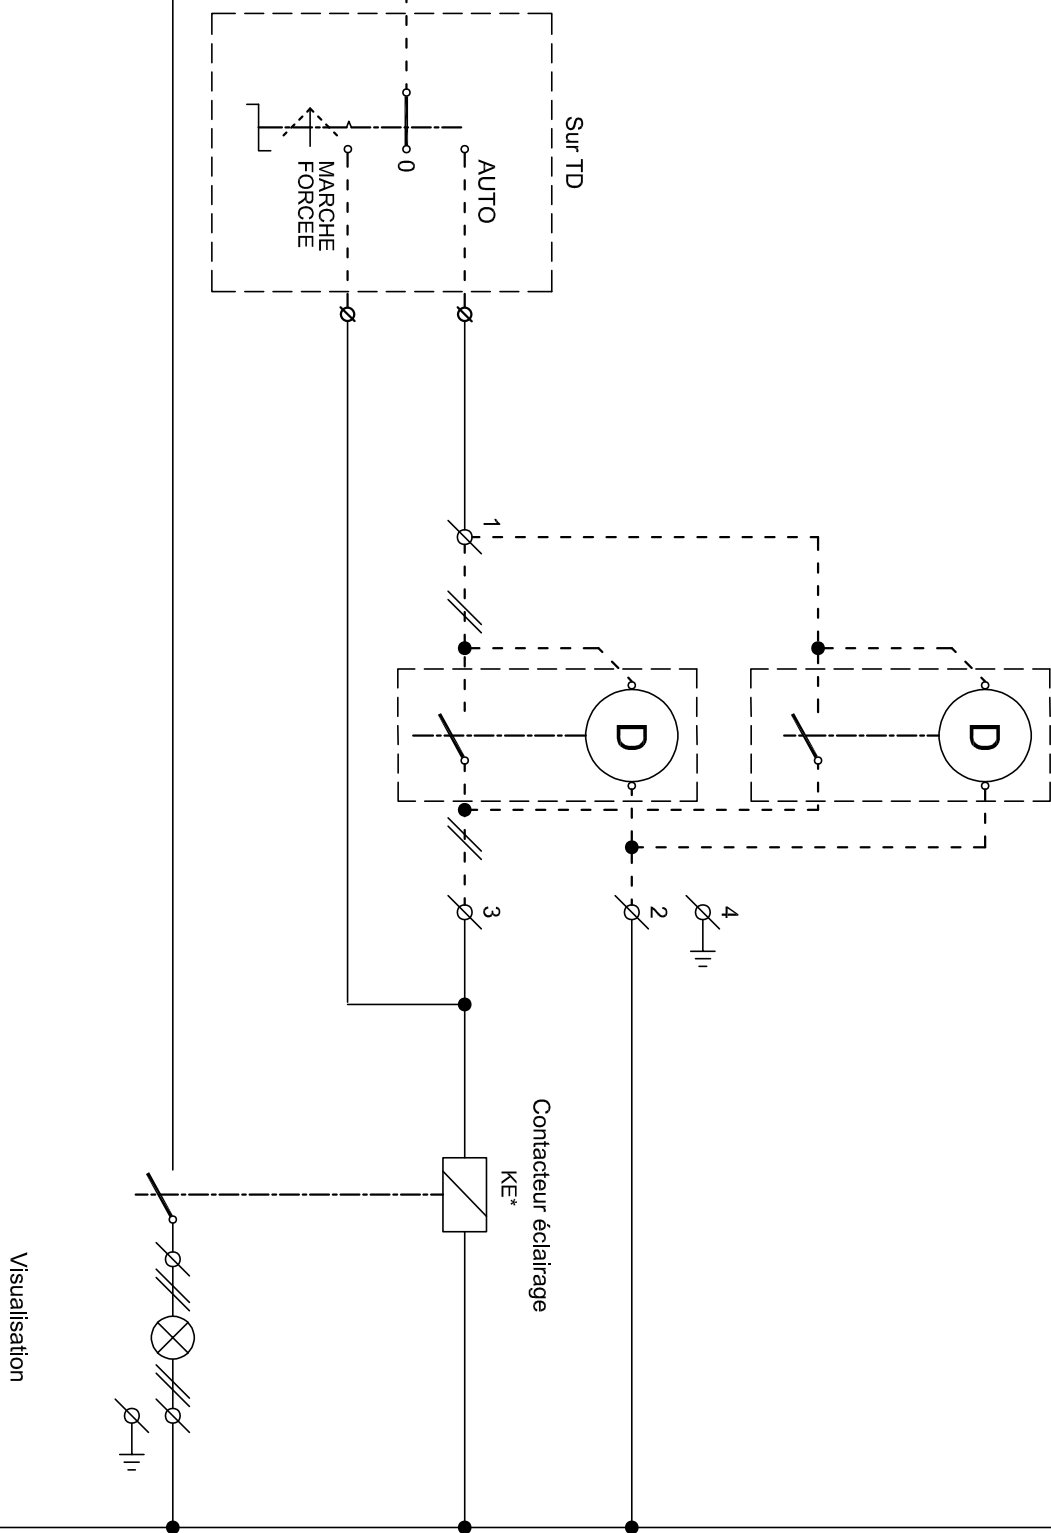 Sur TD
AUTO
0
MARCHE
FORCEE
1
D
D
3
2
4
Contacteur éclairage
KE*
Visualisation